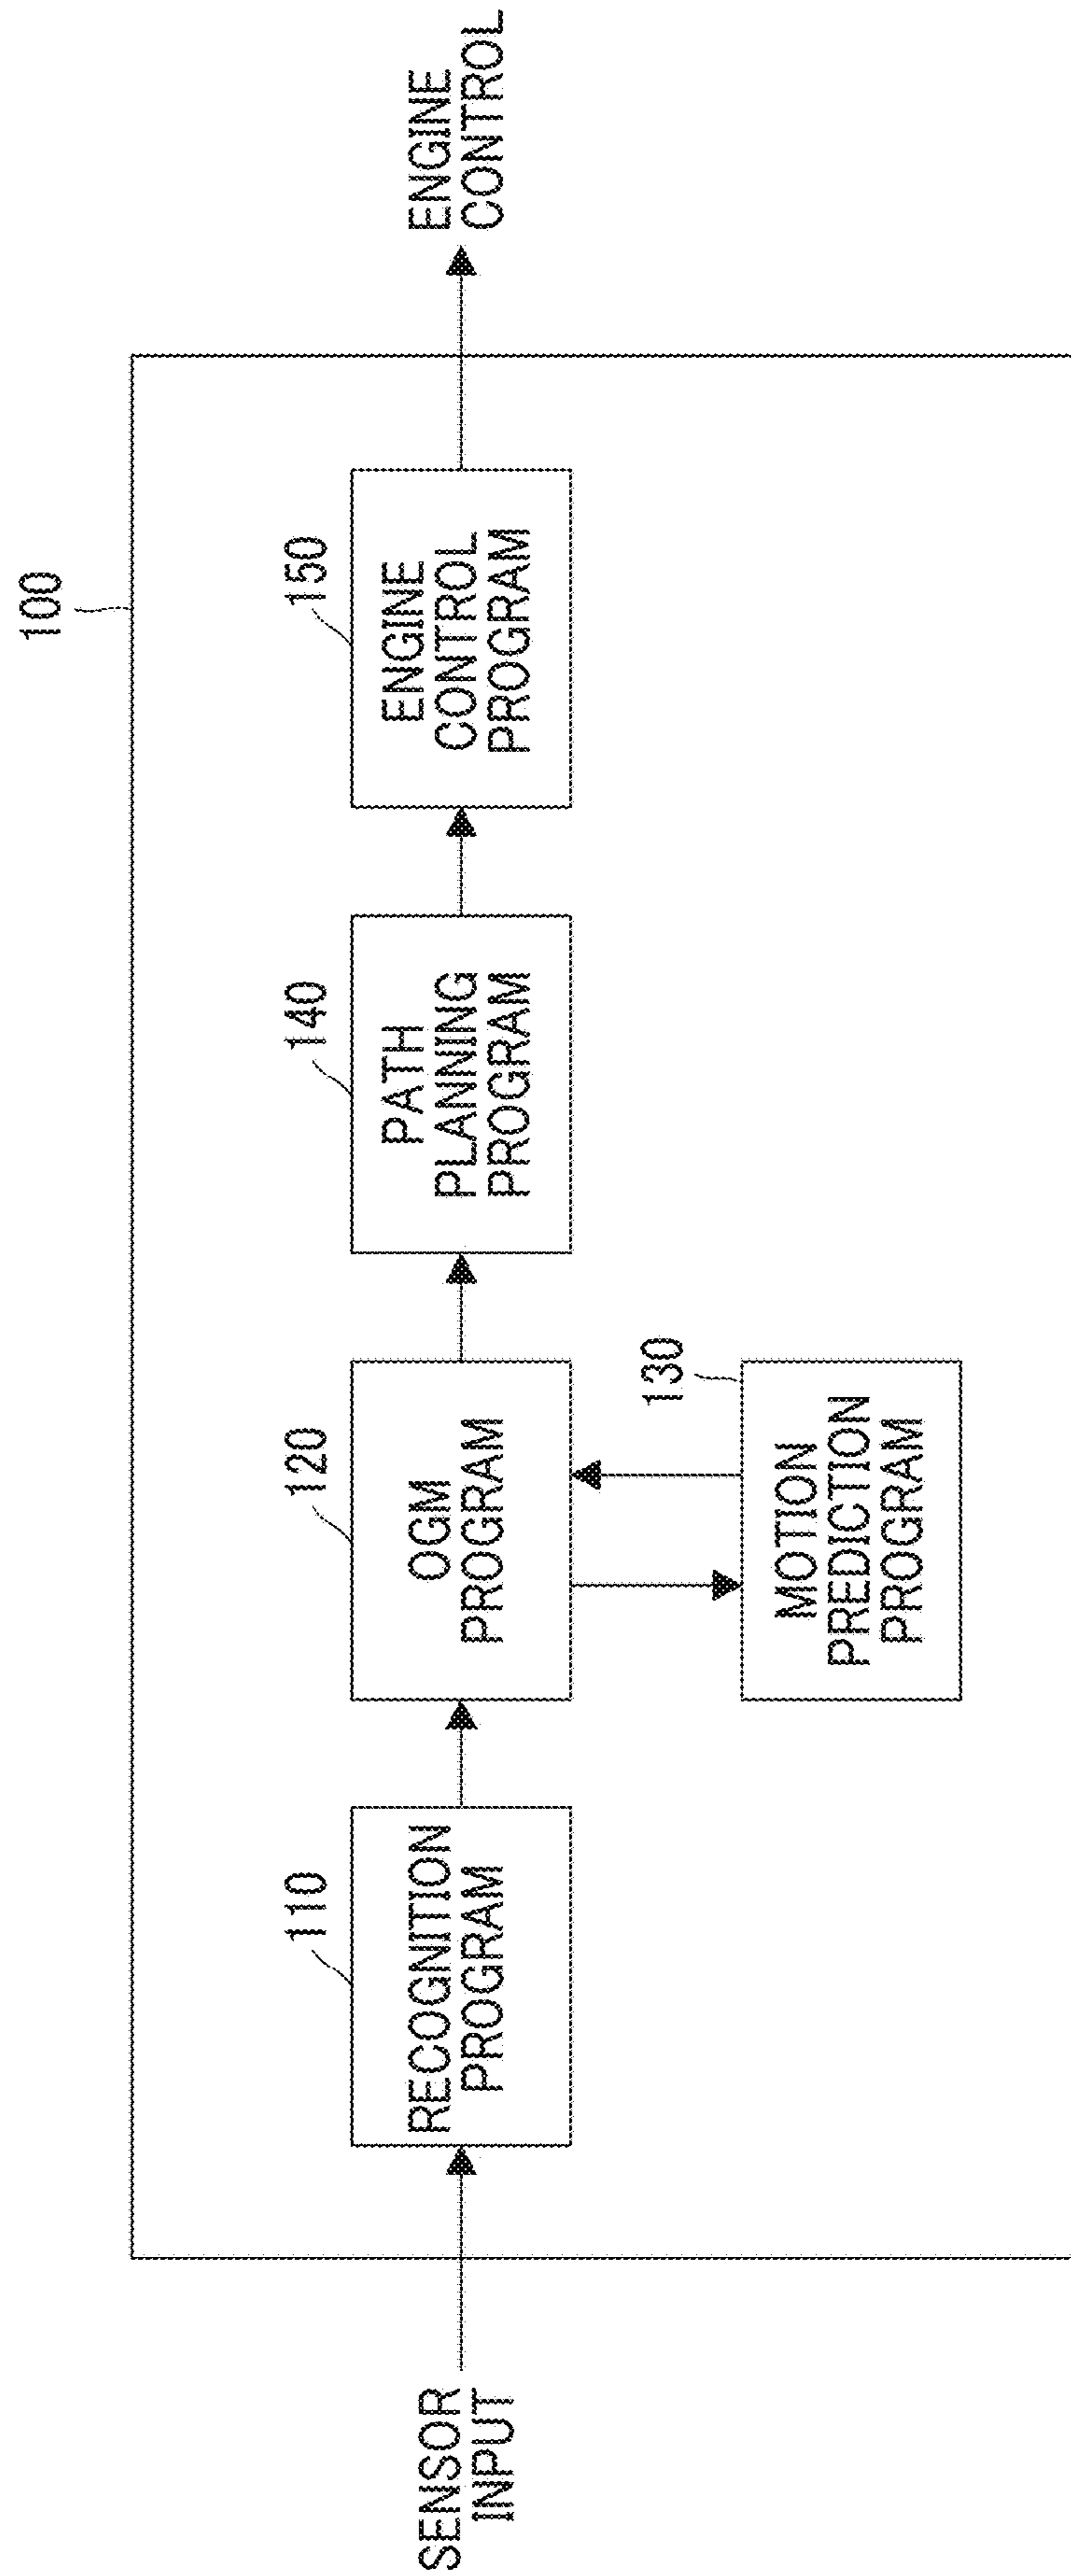 100
SENSOR
INPUT
110
RECOGNITION
PROGRAM
120
OGM
PROGRAM
130
MOTION
PREDICTION
PROGRAM
140
PATH
PLANNING
PROGRAM
150
ENGINE
CONTROL
PROGRAM
ENGINE
CONTROL